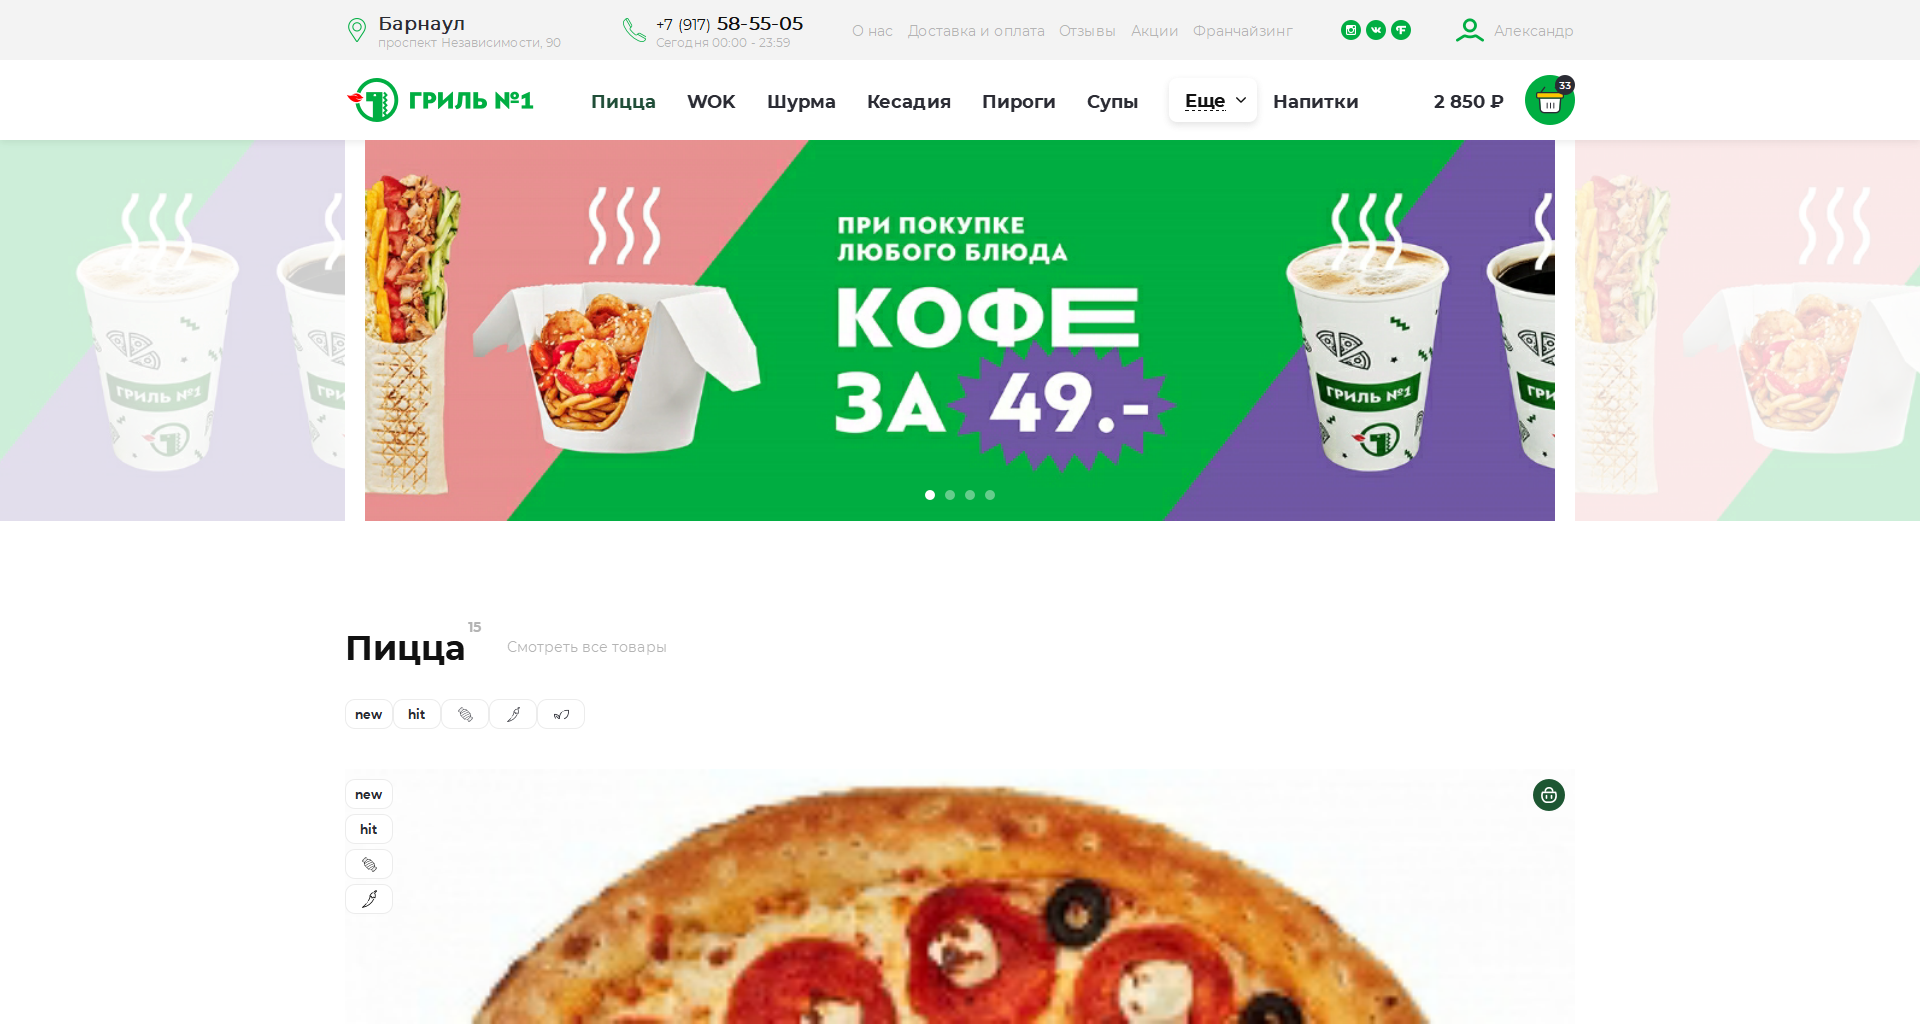 Барнаул
проспект Независимости, 90
+7 (917) 58-55-05
Сегодня 00:00 - 23:59
О нас
Доставка и оплата
Отзывы
Акции
Франчайзинг
Александр
ГРИЛЬ №1
Пицца
WOK
Шурма
Кесадия
Пироги
Супы
Еще
Напитки
2 850 ₽
33
ПРИ ПОКУПКЕ
ЛЮБОГО БЛЮДА
КОФЕ
ЗА 49.-
ГРИЛЬ №1
ГРИЛЬ
ГРИЛЬ №1
ГРИЛЬ
Пицца
15
Смотреть все товары
new
hit
new
hit